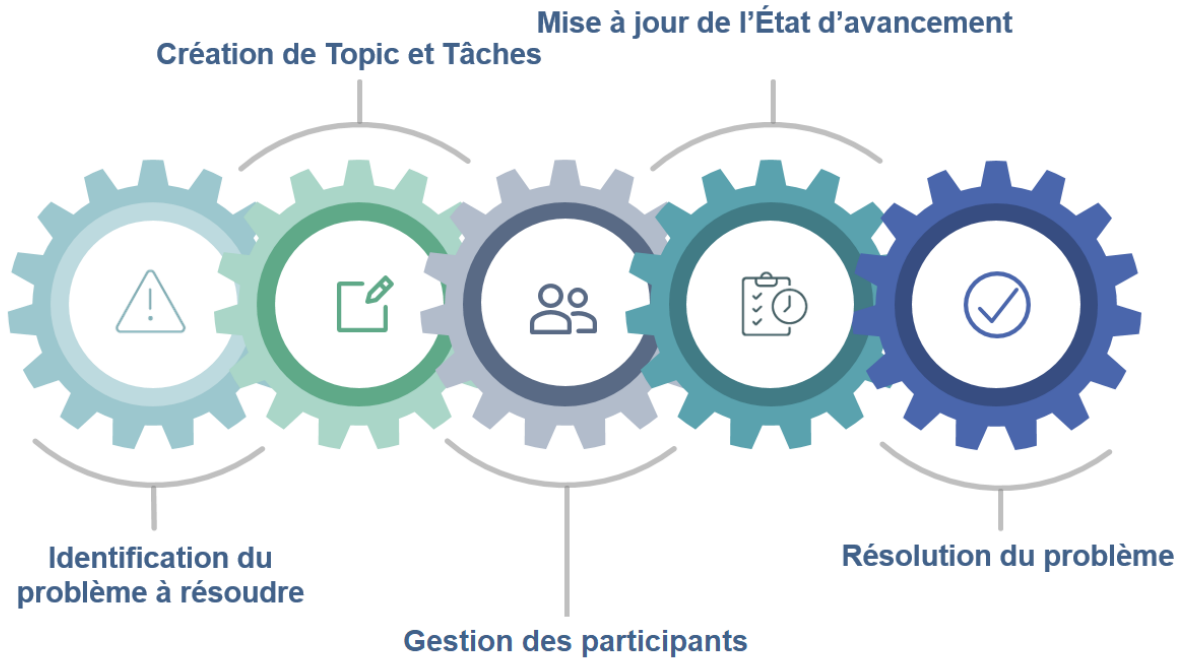 Mise à jour de l’État d’avancement
Création de Topic et Tâches
Identification du
problème à résoudre
Résolution du problème
Gestion des participants